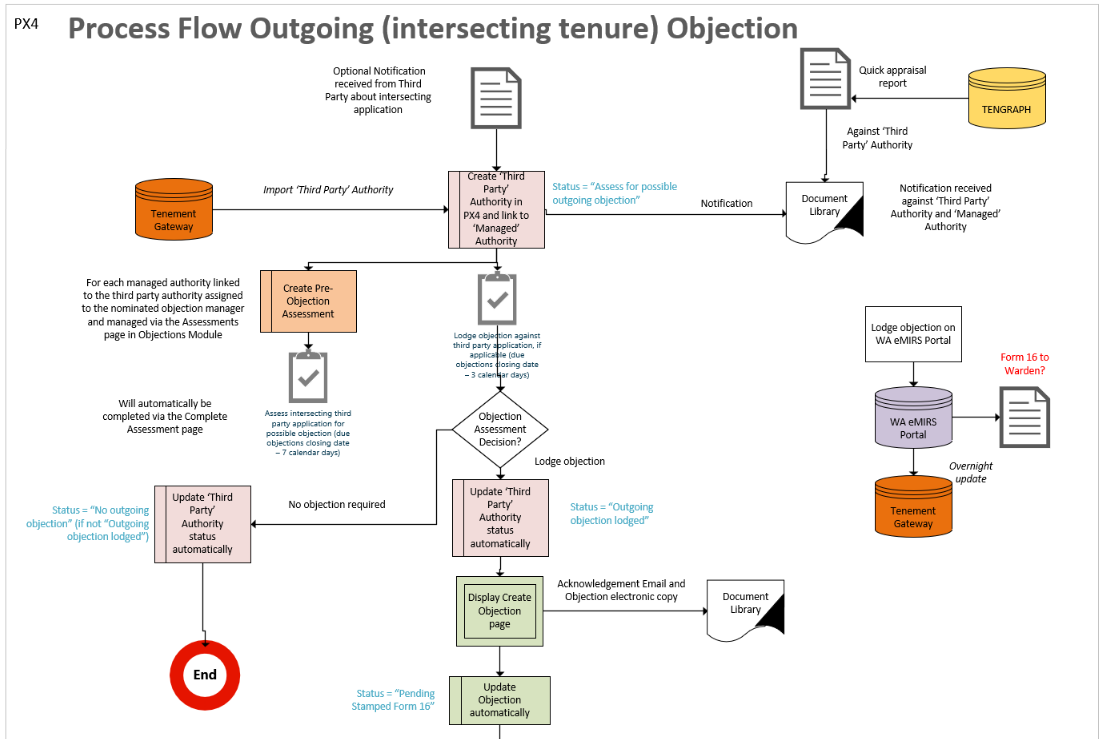 PX4
Process Flow Outgoing (intersecting tenure) Objection
Optional Notification
received from Third
Party about intersecting
application
Quick appraisal
report
TENGRAPH
Against 'Third
Party' Authority
Import 'Third Party' Authority
Tenement
Gateway
Create 'Third
Party'
Authority in
PX4 and link to
'Managed'
Authority
Status = "Assess for possible
outgoing objection"
Notification
Document
Library
Notification received
against 'Third Party'
Authority and 'Managed'
Authority
For each managed authority linked
to the third party authority assigned
to the nominated objection manager
and managed via the Assessments
page in Objections Module
Create Pre-
Objection
Assessment
Lodge objection against
third party application, if
applicable (due
objections closing date
– 3 calendar days)
Lodge objection on
WA eMIRS Portal
Form 16 to
Warden?
WA eMIRS
Portal
Overnight
update
Tenement
Gateway
Will automatically be
completed via the Complete
Assessment page
Assess intersecting third
party application for
possible objection (due
objections closing date
– 7 calendar days)
Objection
Assessment
Decision?
Lodge objection
No objection required
Status = "No outgoing
objection" (if not "Outgoing
objection lodged")
Update 'Third
Party'
Authority
status
automatically
Update 'Third
Party'
Authority
status
automatically
Status = "Outgoing
objection lodged"
Display Create
Objection
page
Acknowledgement Email and
Objection electronic copy
Document
Library
End
Status = "Pending
Stamped Form 16"
Update
Objection
automatically